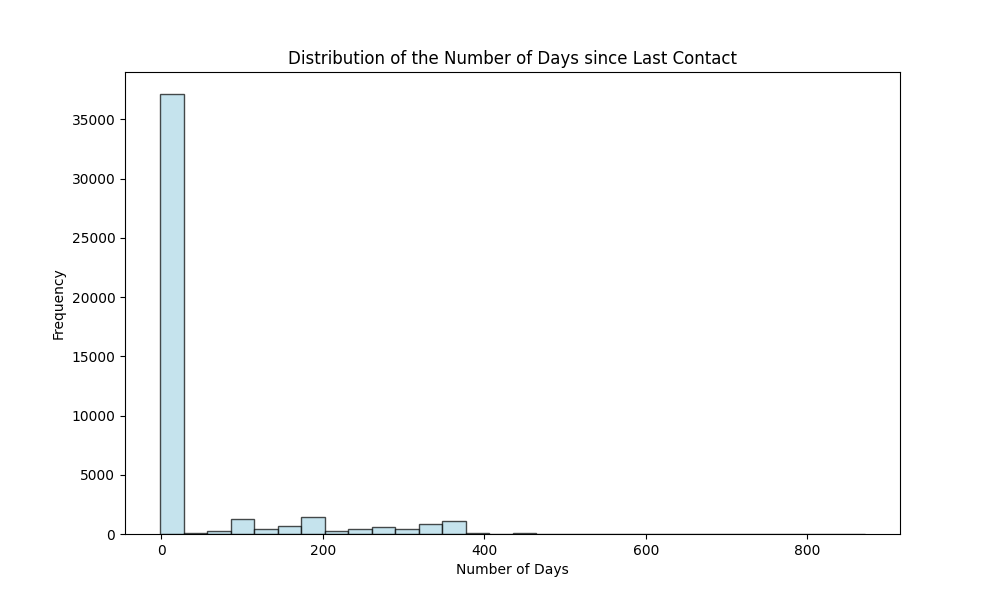 Distribution of the Number of Days since Last Contact
35000
30000
25000
20000
15000
10000
5000
0
Frequency
0 200 400 600 800
Number of Days